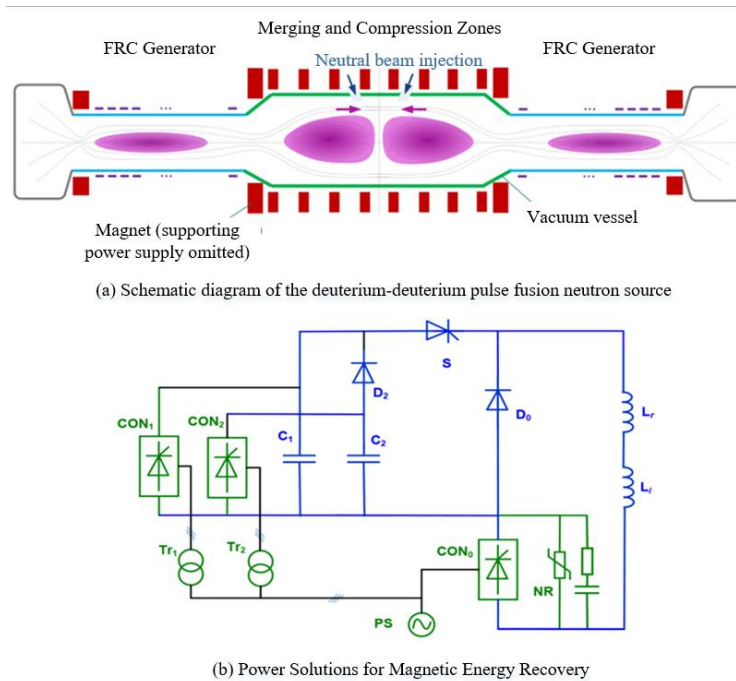 Merging and Compression Zones
FRC Generator
FRC Generator
Neutral beam injection
...
...
Magnet (supporting
power supply omitted)
Vacuum vessel
(a) Schematic diagram of the deuterium-deuterium pulse fusion neutron source
S
D₂
D₀
Lᵣ
CON₁
CON₂
C₁
C₂
Lₗ
Tr₁
Tr₂
CON₀
NR
PS
(b) Power Solutions for Magnetic Energy Recovery